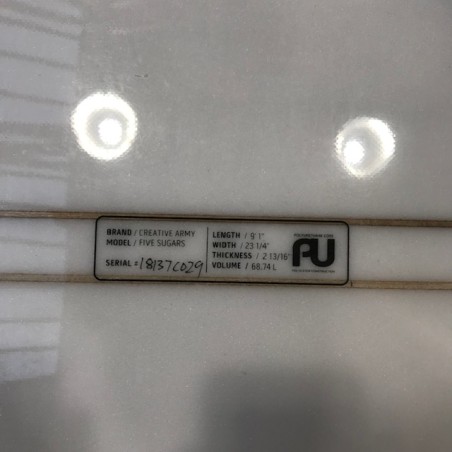 BRAND / CREATIVE ARMY
MODEL / FIVE SUGARS
SERIAL # 18137C029
LENGTH / 9' 1"
WIDTH / 23 1/4"
THICKNESS / 2 13/16"
VOLUME / 68.74 L
PU